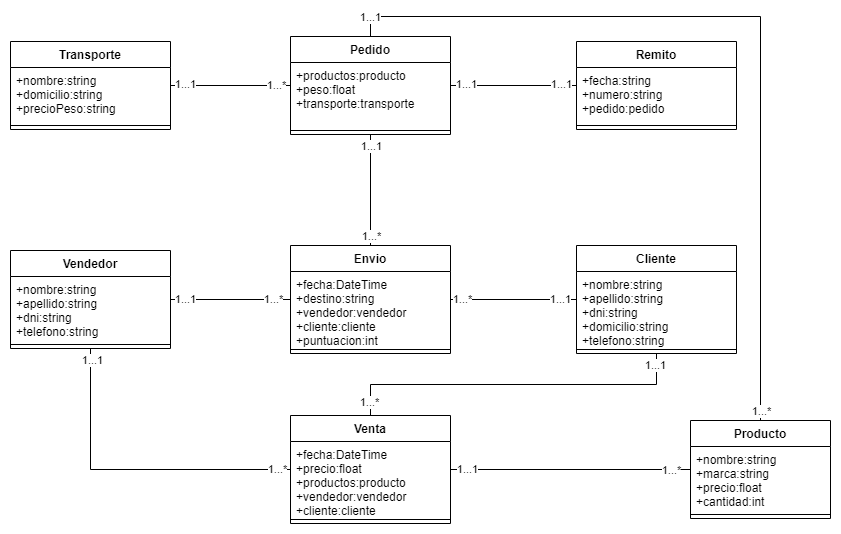 1...1
Transporte
+nombre:string
+domicilio:string
+precioPeso:string
1...1
1...*
Pedido
+productos:producto
+peso:float
+transporte:transporte
1...1
1...1
Remito
+fecha:string
+numero:string
+pedido:pedido
1...1
1...*
Vendedor
+nombre:string
+apellido:string
+dni:string
+telefono:string
1...1
1...*
Envio
+fecha:DateTime
+destino:string
+vendedor:vendedor
+cliente:cliente
+puntuacion:int
1...*
1...1
Cliente
+nombre:string
+apellido:string
+dni:string
+domicilio:string
+telefono:string
1...1
1...1
1...*
1...*
Venta
+fecha:DateTime
+precio:float
+productos:producto
+vendedor:vendedor
+cliente:cliente
1...*
1...1
1...*
Producto
+nombre:string
+marca:string
+precio:float
+cantidad:int